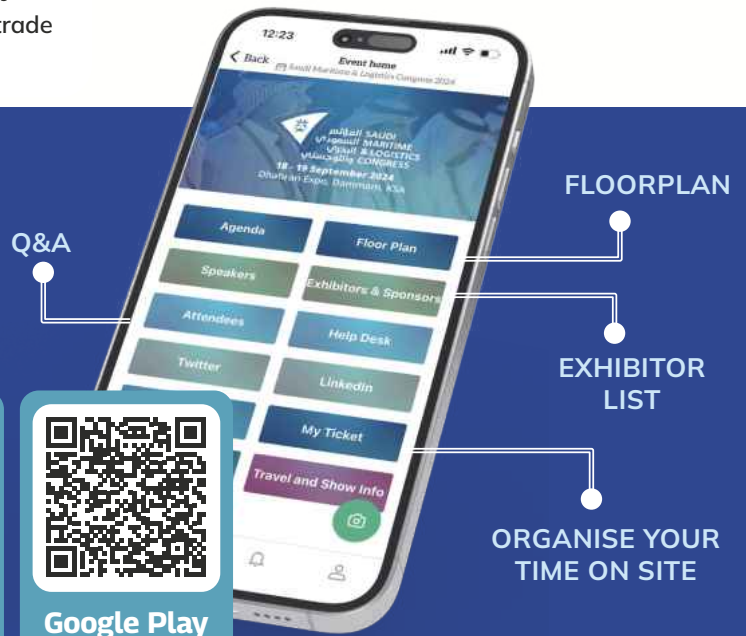 trade
12:23
Back
Event home
Saudi Maritime & Logistics Congress 2024
المؤتمر SAUDI
السعودي MARITIME
البحري & LOGISTICS
واللوجستي CONGRESS
18 - 19 September 2024
Dhahran Expo, Dammam, KSA
Agenda
Floor Plan
Speakers
Exhibitors & Sponsors
Attendees
Help Desk
Twitter
LinkedIn
My Ticket
Travel and Show Info
Q&A
FLOORPLAN
EXHIBITOR
LIST
ORGANISE YOUR
TIME ON SITE
Google Play